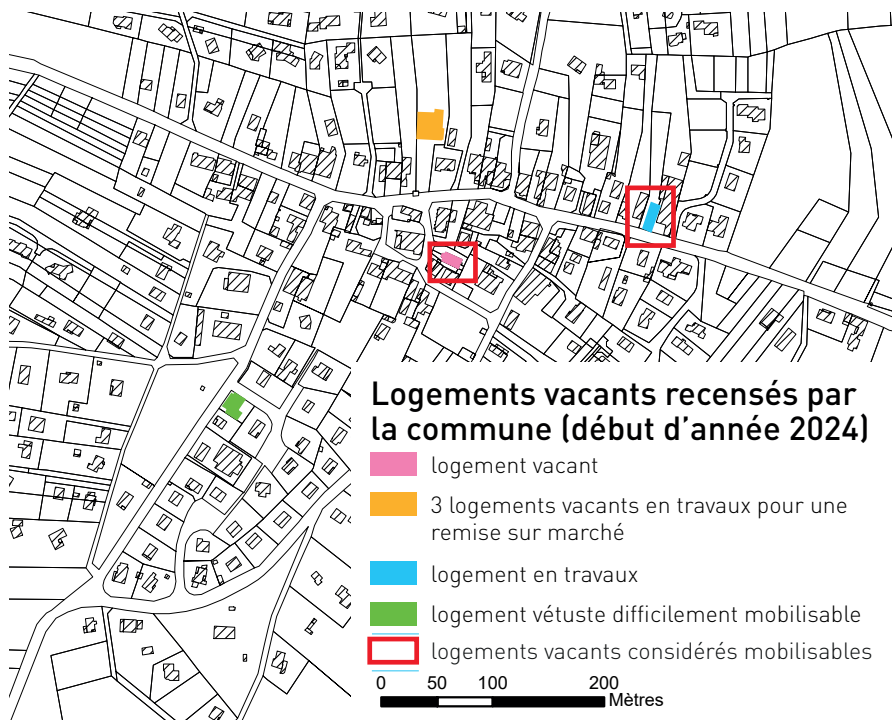 Logements vacants recensés par
la commune (début d'année 2024)
logement vacant
3 logements vacants en travaux pour une
remise sur marché
logement en travaux
logement vétuste difficilement mobilisable
logements vacants considérés mobilisables
0 50 100 200
Mètres